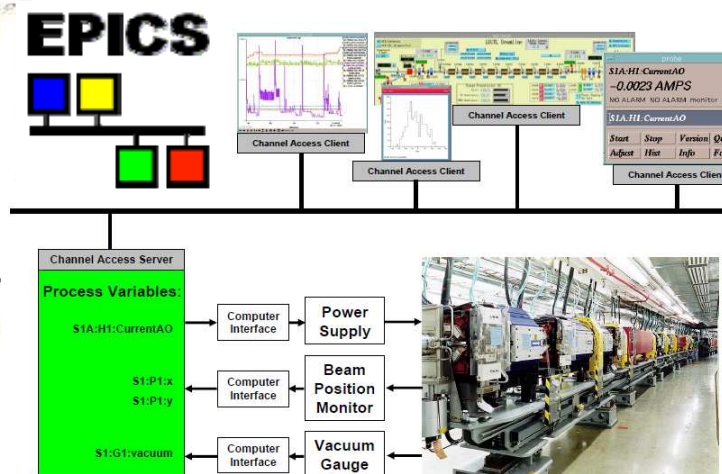 EPICS
probe
S1A:H1:CurrentAO
-0.0023 AMPS
NO ALARM NO ALARM monitor
S1A:H1:CurrentAO
Start Stop Version
Adjust Hist Info
Channel Access Client
Channel Access Client
Channel Access Client
Channel Access Client
Channel Access Server
Process Variables:
S1A:H1:CurrentAO
Computer
Interface
Power
Supply
S1:P1:x
S1:P1:y
Computer
Interface
Beam
Position
Monitor
S1:G1:vacuum
Computer
Interface
Vacuum
Gauge